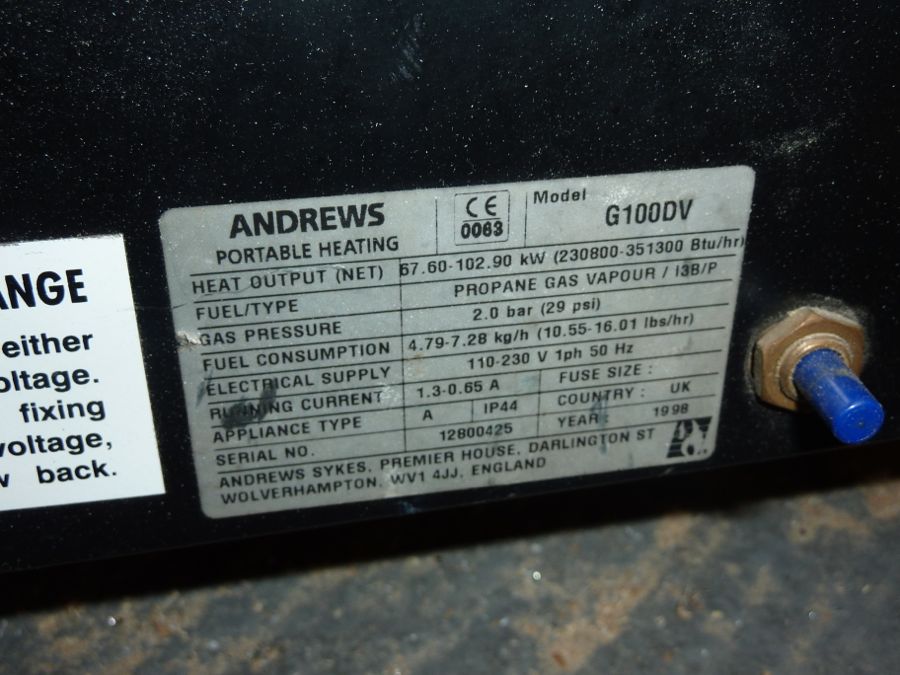 ANGE
either
oltage.
fixing
voltage,
w back.
ANDREWS
PORTABLE HEATING
CE
0063
Model G100DV
HEAT OUTPUT (NET) 67.60-102.90 kW (230800-351300 Btu/hr)
FUEL/TYPE PROPANE GAS VAPOUR / I3B/P
GAS PRESSURE 2.0 bar (29 psi)
FUEL CONSUMPTION 4.79-7.28 kg/h (10.55-16.01 lbs/hr)
ELECTRICAL SUPPLY 110-230 V 1ph 50 Hz
RUNNING CURRENT 1.3-0.65 A FUSE SIZE :
APPLIANCE TYPE A IP44 COUNTRY : UK
SERIAL NO. 12800425 YEAR 1998
ANDREWS SYKES, PREMIER HOUSE, DARLINGTON ST
WOLVERHAMPTON. WV1 4JJ, ENGLAND